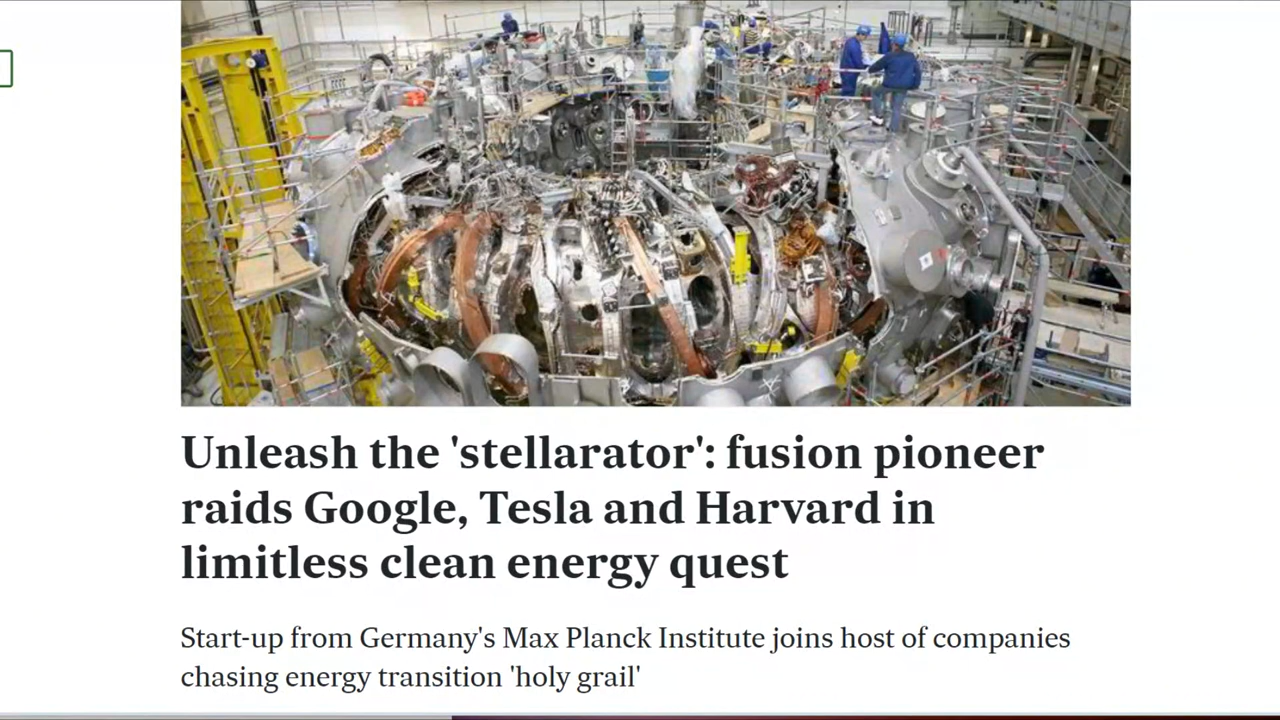 Unleash the 'stellarator': fusion pioneer
raids Google, Tesla and Harvard in
limitless clean energy quest
Start-up from Germany's Max Planck Institute joins host of companies
chasing energy transition 'holy grail'